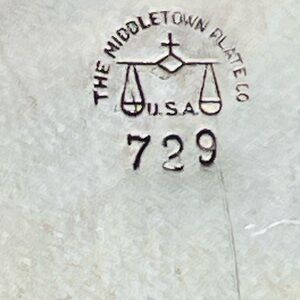 THE MIDDLETOWN PLATE CO
U.S.A.
729